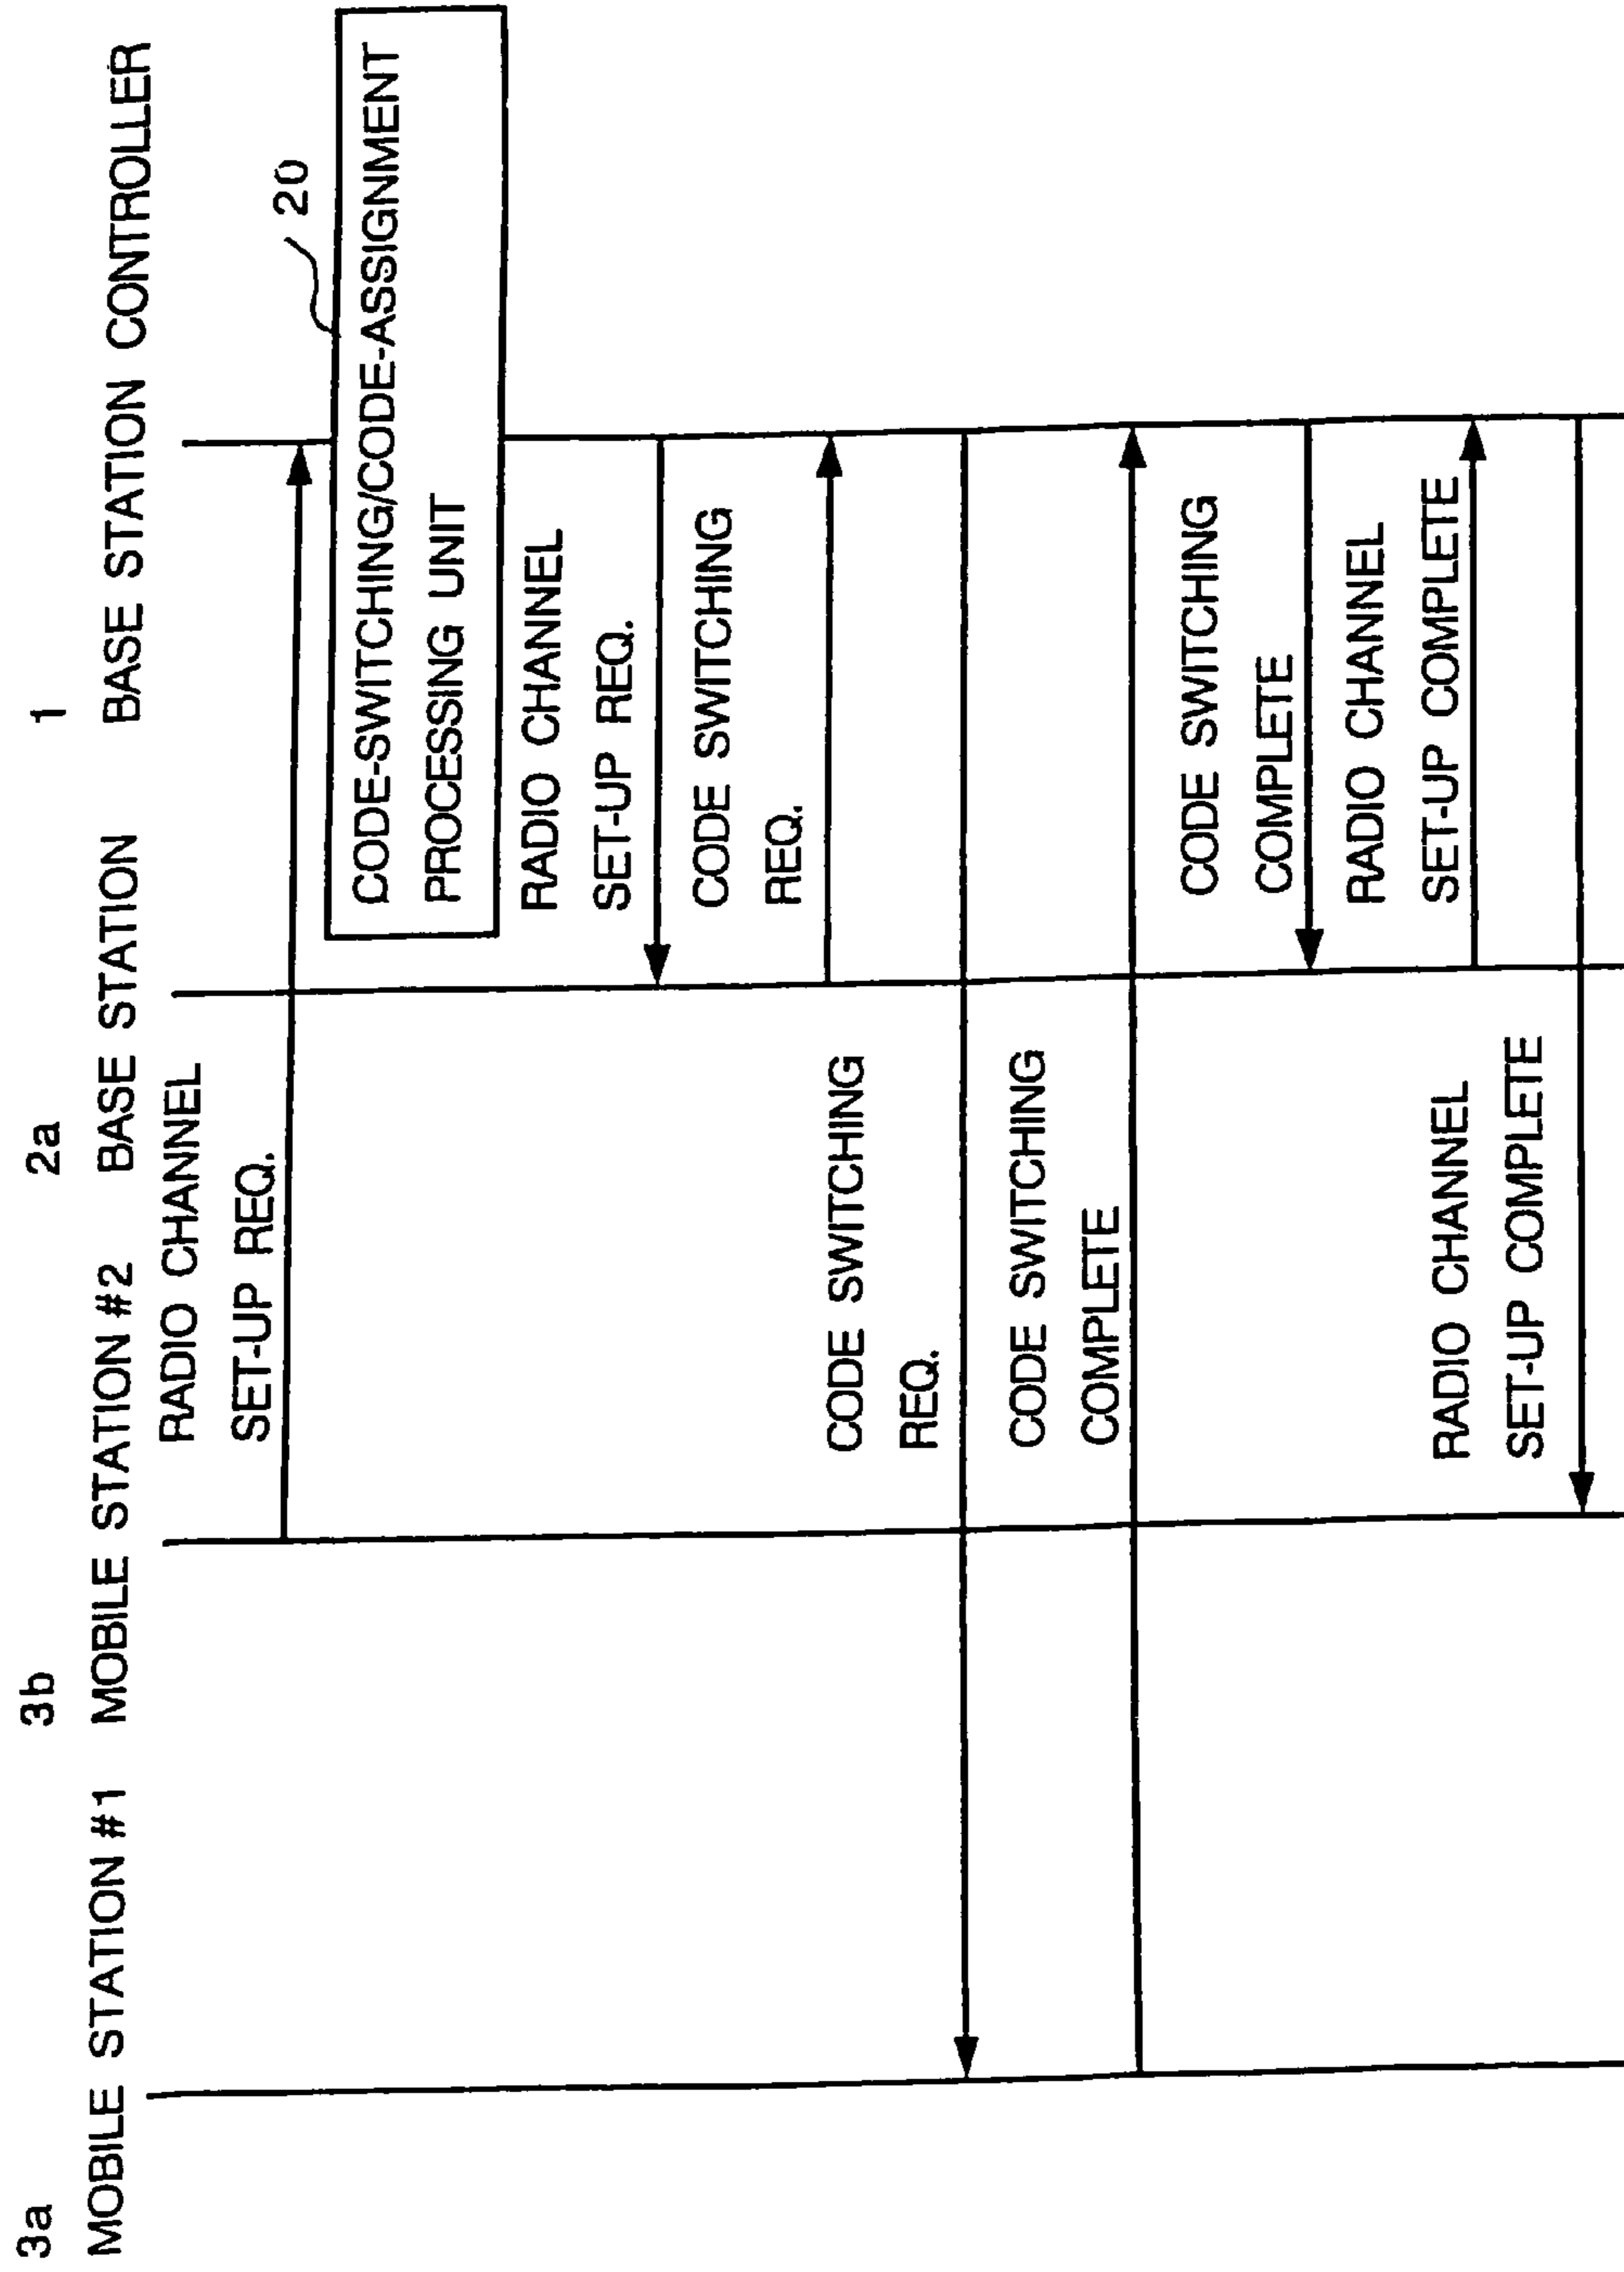 3a 3b 2a 1
MOBILE STATION #1 MOBILE STATION #2 BASE STATION BASE STATION CONTROLLER
RADIO CHANNEL
SET-UP REQ.
20
CODE-SWITCHING/CODE-ASSIGNMENT
PROCESSING UNIT
RADIO CHANNEL
SET-UP REQ.
CODE SWITCHING
REQ.
CODE SWITCHING
REQ.
CODE SWITCHING
COMPLETE
CODE SWITCHING
COMPLETE
RADIO CHANNEL
SET-UP COMPLETE
RADIO CHANNEL
SET-UP COMPLETE